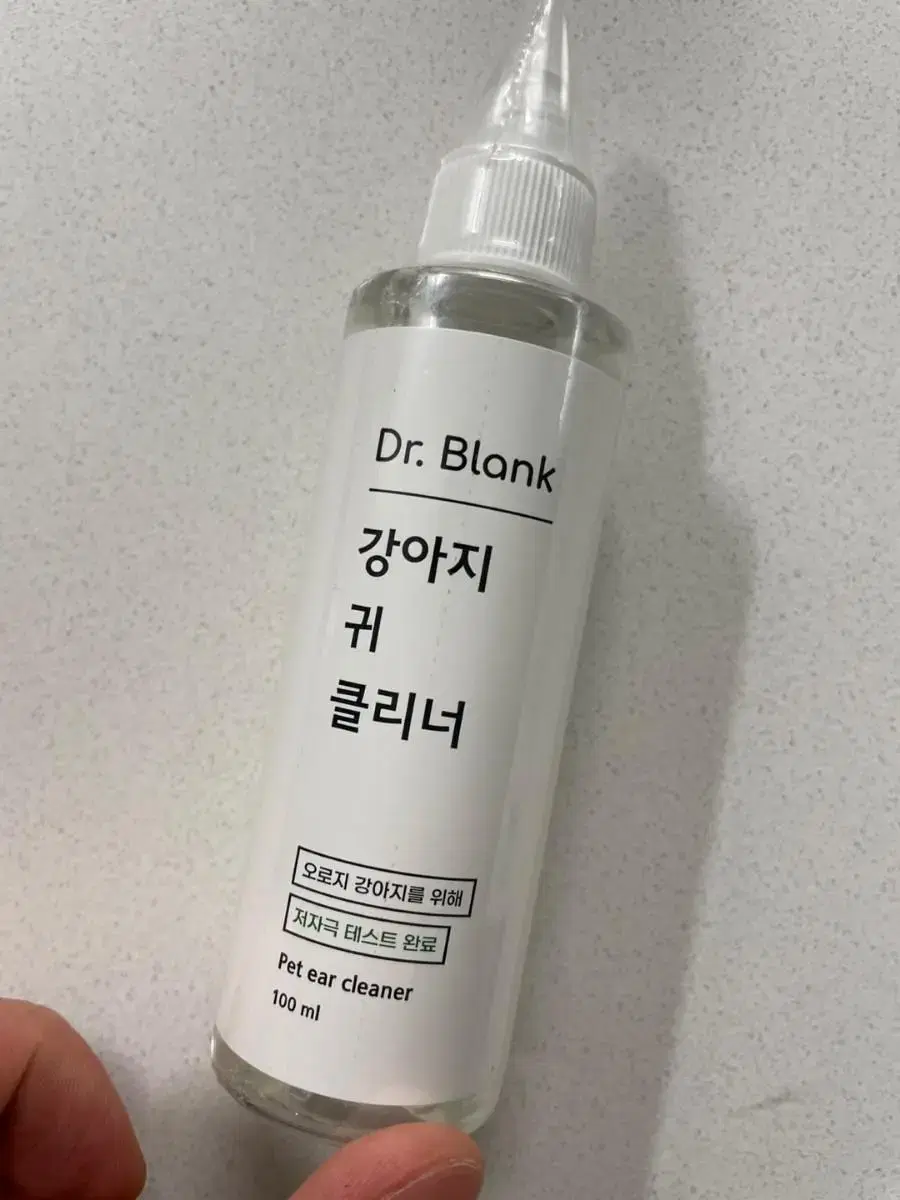 Dr. Blank
강아지
귀
클리너
오로지 강아지를 위해
저자극 테스트 완료
Pet ear cleaner
100 ml